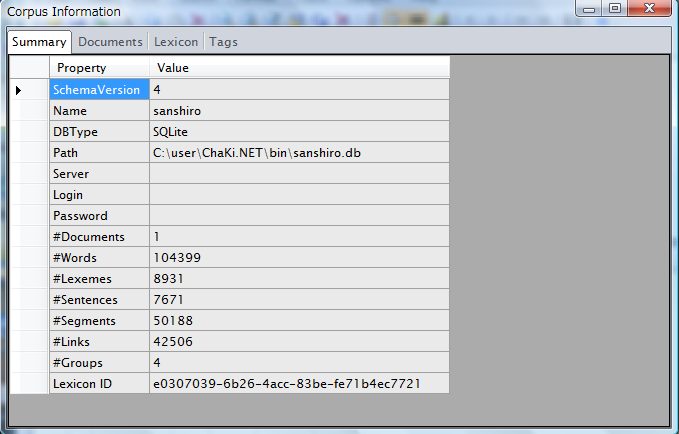 Corpus Information
Summary Documents Lexicon Tags
Property Value
SchemaVersion 4
Name sanshiro
DBType SQLite
Path C:\user\ChaKi.NET\bin\sanshiro.db
Server
Login
Password
#Documents 1
#Words 104399
#Lexemes 8931
#Sentences 7671
#Segments 50188
#Links 42506
#Groups 4
Lexicon ID e0307039-6b26-4acc-83be-fe71b4ec7721